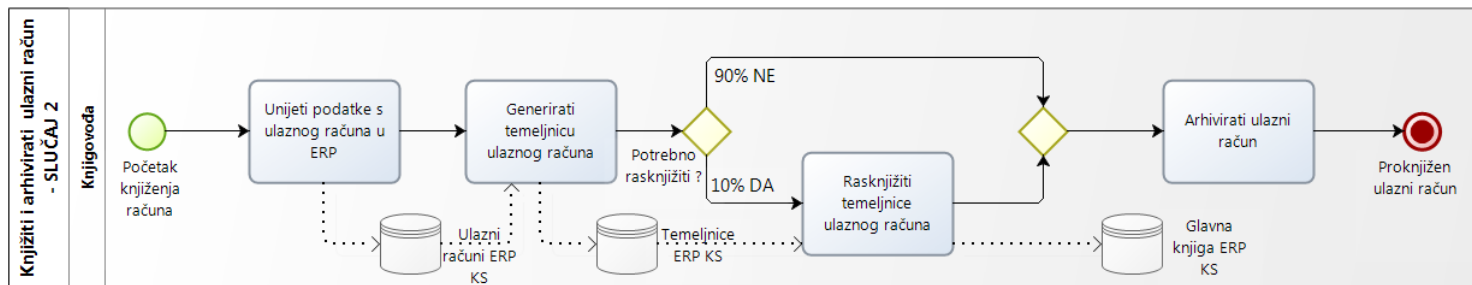 Knjižiti i arhivirati ulazni račun
- SLUČAJ 2
Knjigovođa
Početak
knjiženja
računa
Unijeti podatke s
ulaznog računa u
ERP
Ulazni
računi ERP
KS
Generirati
temeljnicu
ulaznog računa
Temeljnice
ERP KS
Potrebno
rasknjižiti ?
90% NE
10% DA
Rasknjižiti
temeljnice
ulaznog računa
Glavna
knjiga ERP
KS
Arhivirati ulazni
račun
Proknjižen
ulazni račun